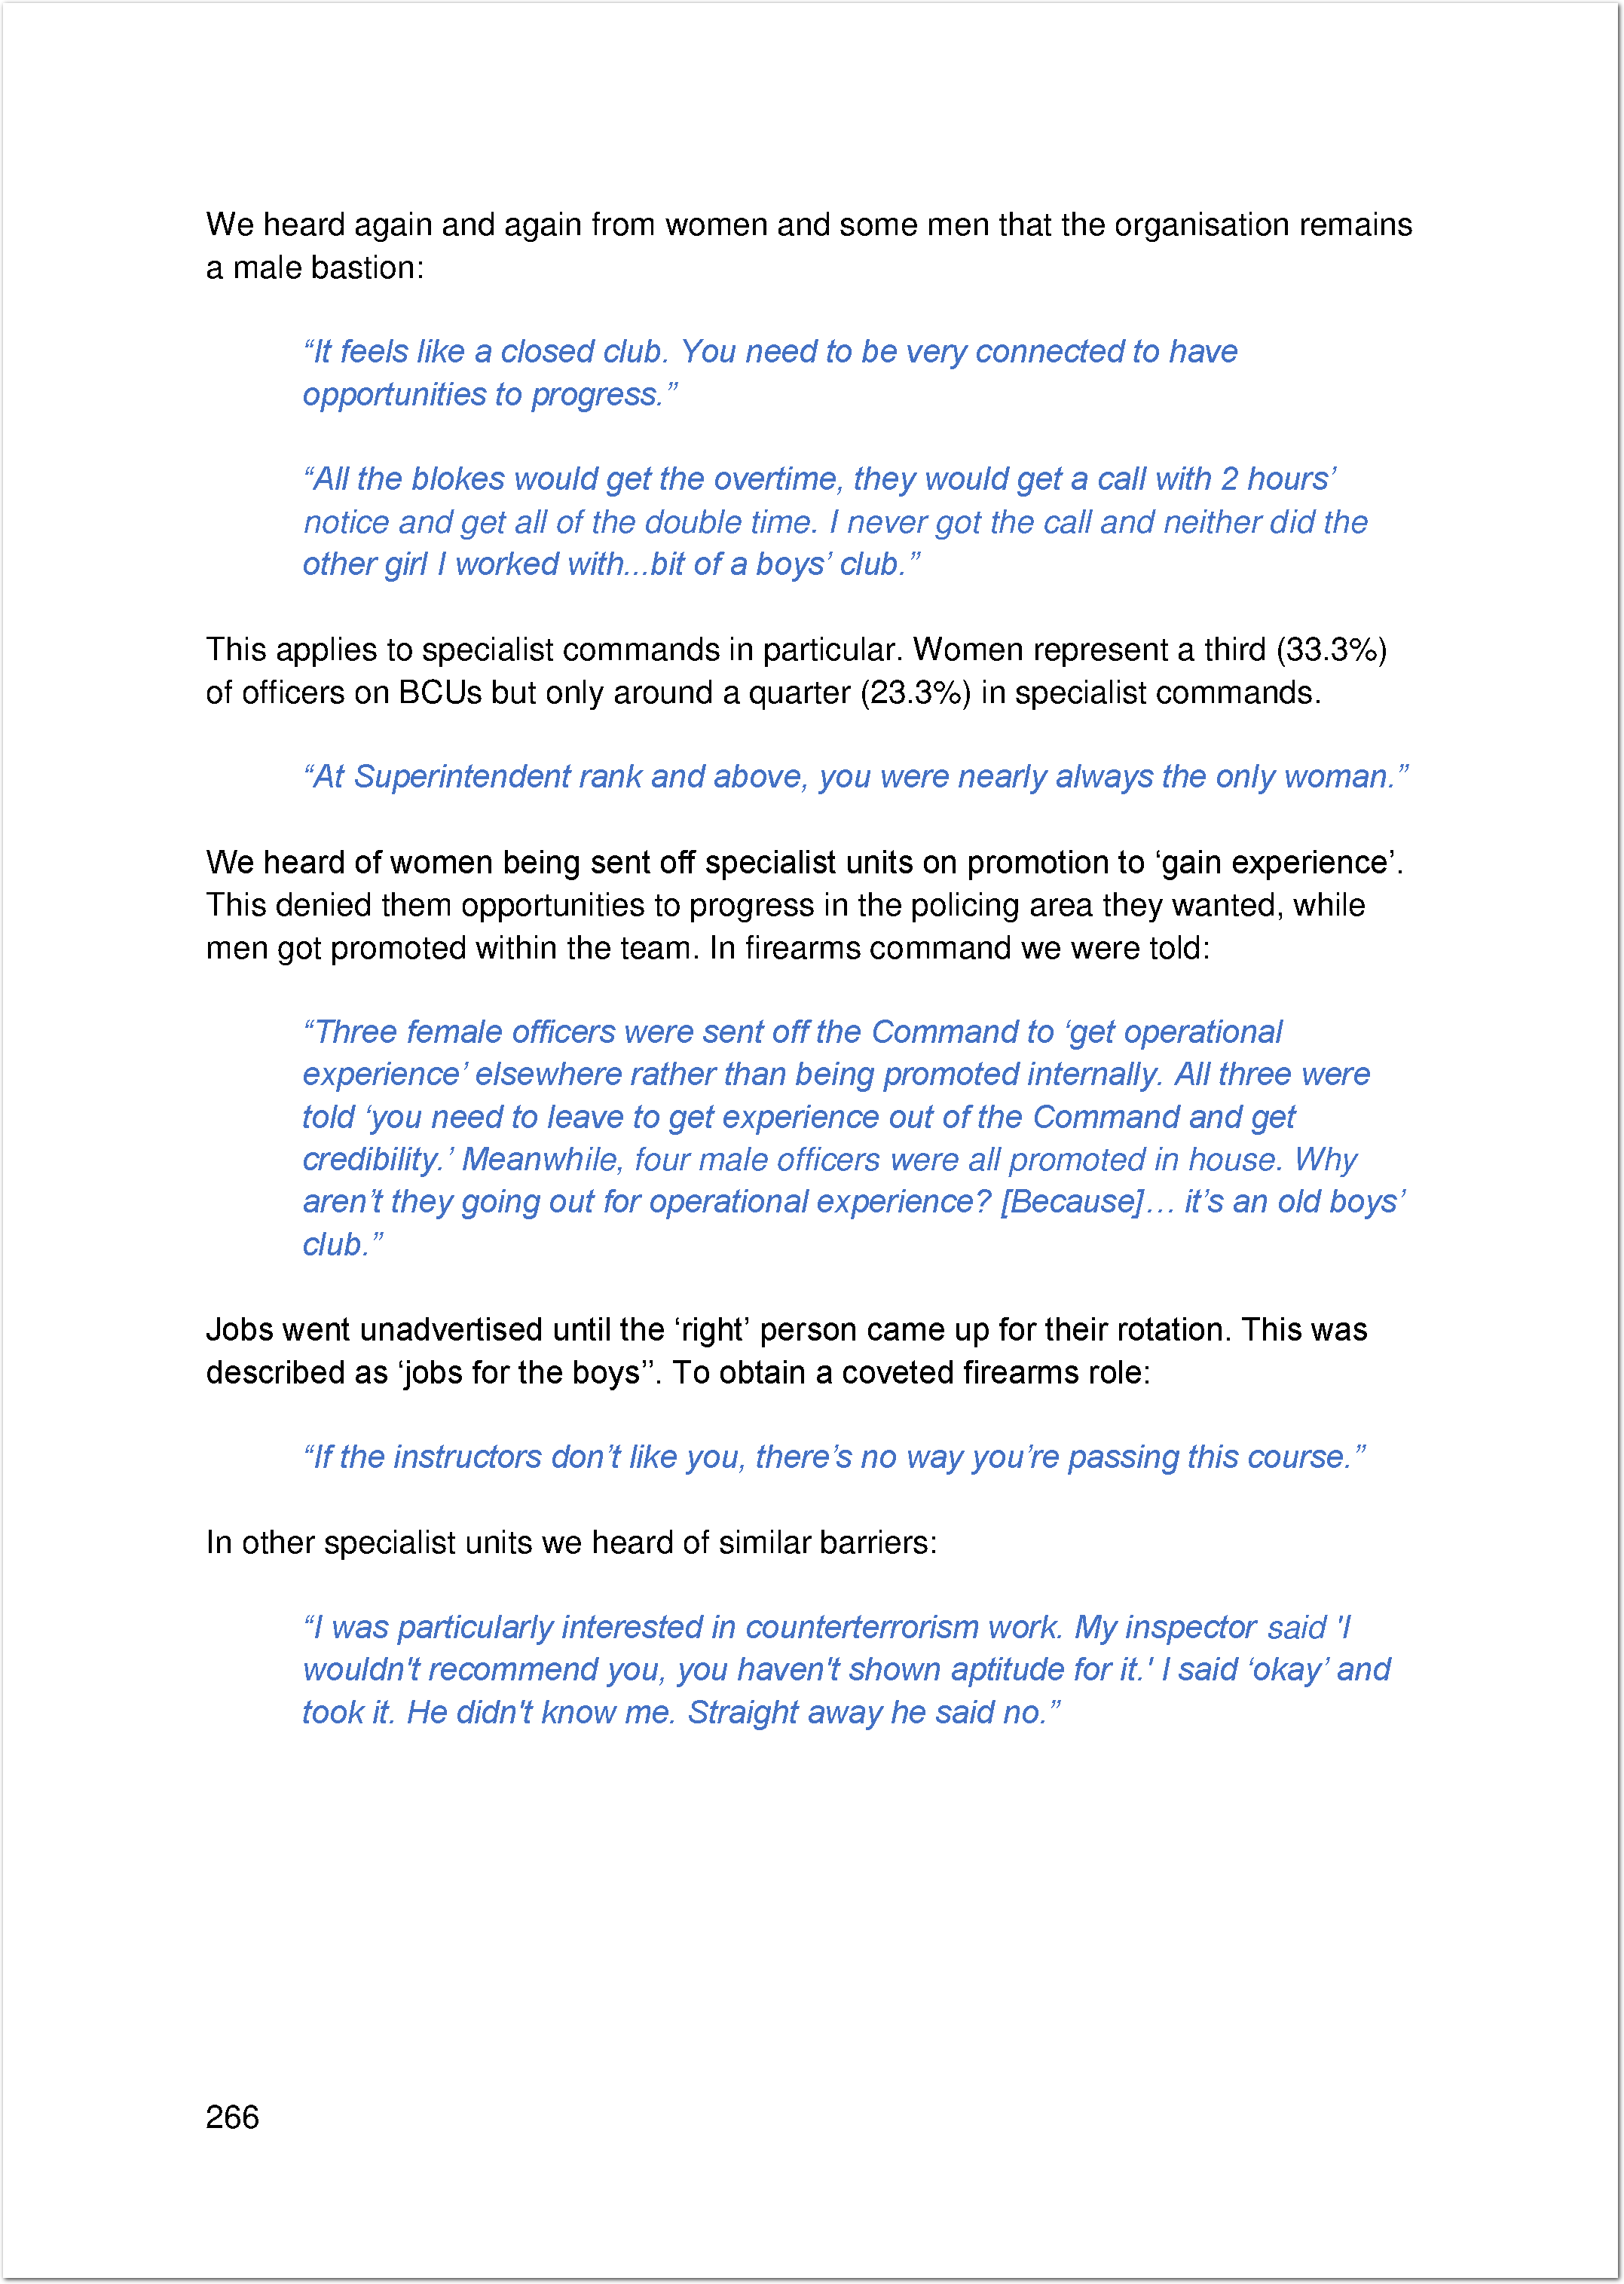 We heard again and again from women and some men that the organisation remains
a male bastion:
“It feels like a closed club. You need to be very connected to have
opportunities to progress.”
“All the blokes would get the overtime, they would get a call with 2 hours’
notice and get all of the double time. I never got the call and neither did the
other girl I worked with...bit of a boys’ club.”
This applies to specialist commands in particular. Women represent a third (33.3%)
of officers on BCUs but only around a quarter (23.3%) in specialist commands.
“At Superintendent rank and above, you were nearly always the only woman.”
We heard of women being sent off specialist units on promotion to ‘gain experience’.
This denied them opportunities to progress in the policing area they wanted, while
men got promoted within the team. In firearms command we were told:
“Three female officers were sent off the Command to ‘get operational
experience’ elsewhere rather than being promoted internally. All three were
told ‘you need to leave to get experience out of the Command and get
credibility.’ Meanwhile, four male officers were all promoted in house. Why
aren’t they going out for operational experience? [Because]… it’s an old boys’
club.”
Jobs went unadvertised until the ‘right’ person came up for their rotation. This was
described as ‘jobs for the boys’’. To obtain a coveted firearms role:
“If the instructors don’t like you, there’s no way you’re passing this course.”
In other specialist units we heard of similar barriers:
“I was particularly interested in counterterrorism work. My inspector said 'I
wouldn't recommend you, you haven't shown aptitude for it.' I said ‘okay’ and
took it. He didn't know me. Straight away he said no.”
266